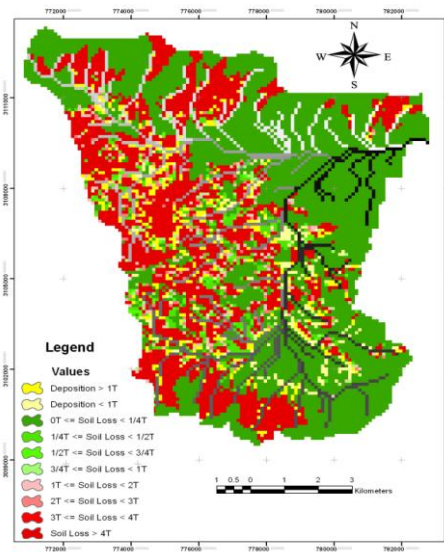 772000 774000 776000 778000 780000 782000
N
W E
S
3111000
3108000
3105000
3102000
3099000
Legend
Values
Deposition > 1T
Deposition < 1T
0T <= Soil Loss < 1/4T
1/4T <= Soil Loss < 1/2T
1/2T <= Soil Loss < 3/4T
3/4T <= Soil Loss < 1T
1T <= Soil Loss < 2T
2T <= Soil Loss < 3T
3T <= Soil Loss < 4T
Soil Loss > 4T
1 0.5 0 1 2 3
Kilometers
772000 774000 776000 778000 780000 782000